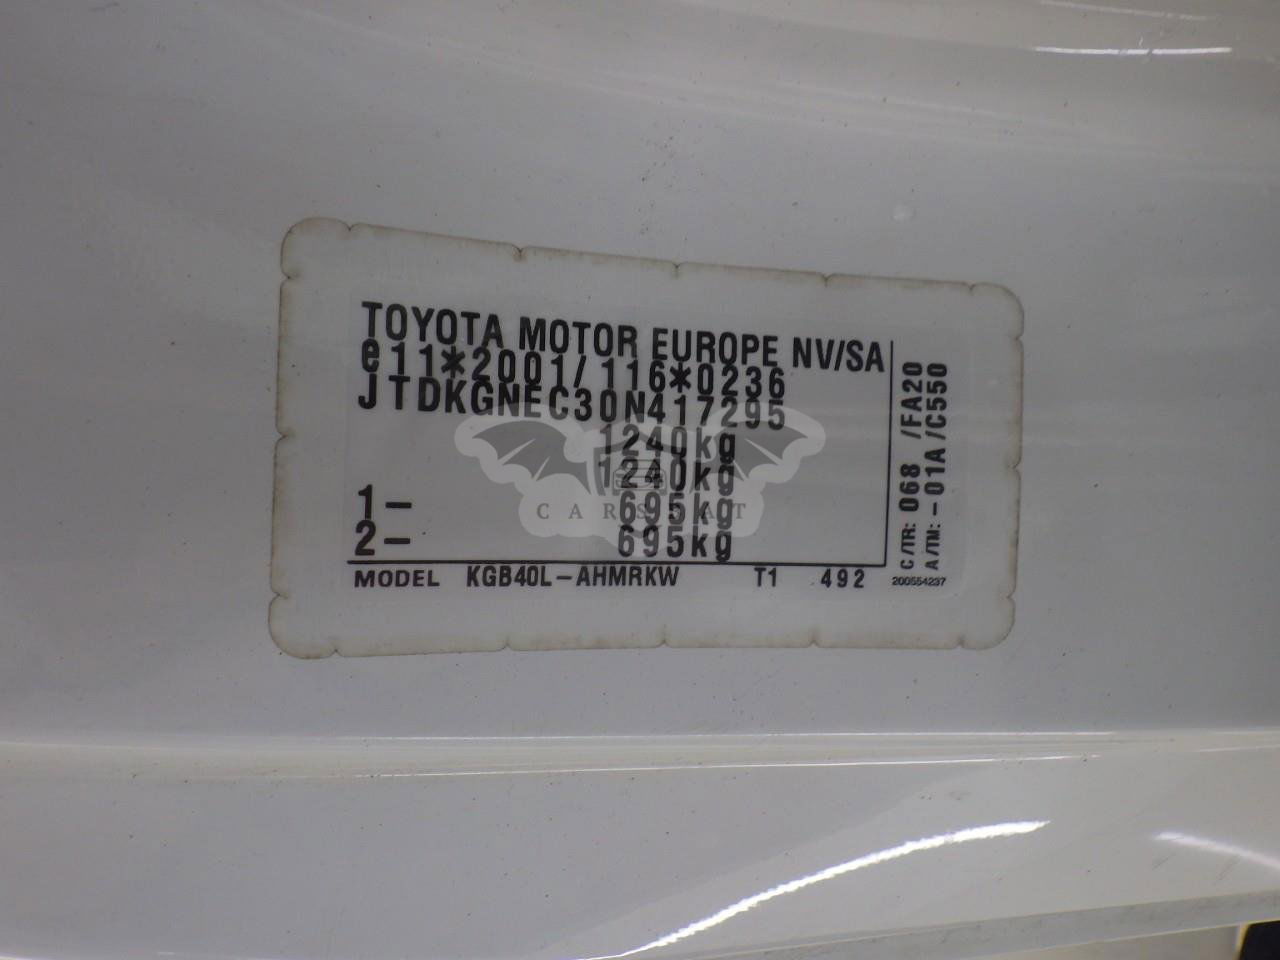 TOYOTA MOTOR EUROPE NV/SA
e11*2001/116*0236
JTDKGNEC30N417295
1240kg
1240kg
1- 695kg
2- 695kg
MODEL KGB40L-AHMRKW T1 492
C/TR: 068 /FA20
A/TM: -01A /C550
200554237
CARSBAT